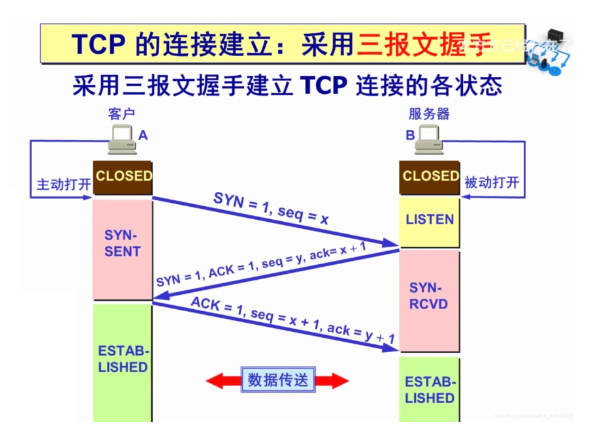 TCP 的连接建立：采用三报文握手
采用三报文握手建立 TCP 连接的各状态
客户
服务器
A
B
主动打开
CLOSED
CLOSED
被动打开
SYN = 1, seq = x
LISTEN
SYN-
SENT
SYN = 1, ACK = 1, seq = y, ack= x + 1
SYN-
RCVD
ACK = 1, seq = x + 1, ack = y + 1
ESTAB-
LISHED
数据传送
ESTAB-
LISHED